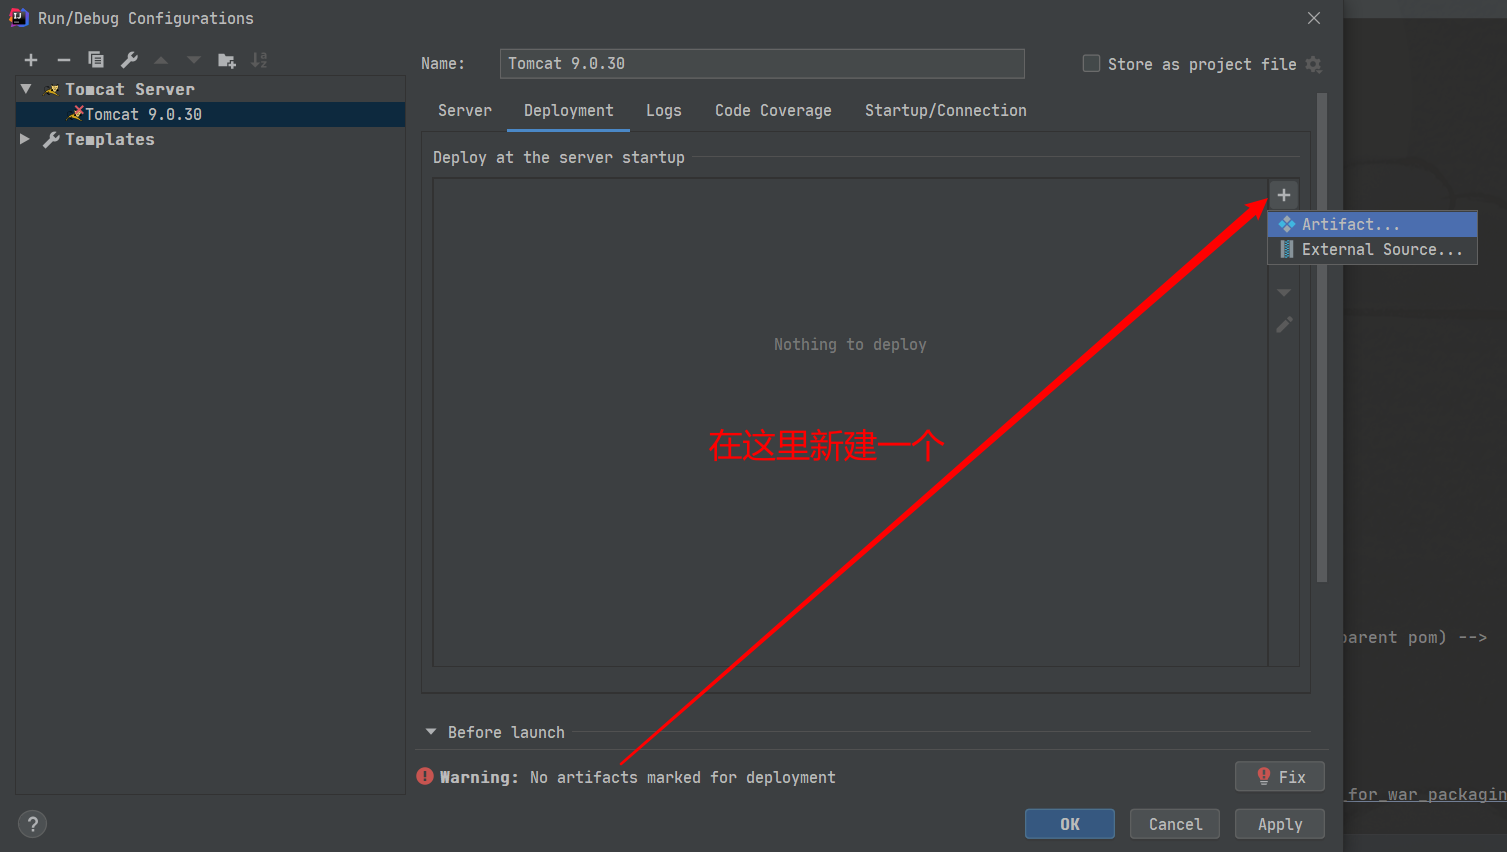 Run/Debug Configurations
Name:
Tomcat 9.0.30
Store as project file
Tomcat Server
Tomcat 9.0.30
Templates
Server
Deployment
Logs
Code Coverage
Startup/Connection
Deploy at the server startup
Artifact...
External Source...
Nothing to deploy
在这里新建一个
parent pom) -->
Before launch
Warning: No artifacts marked for deployment
Fix
_for_war_packagin
?
OK
Cancel
Apply